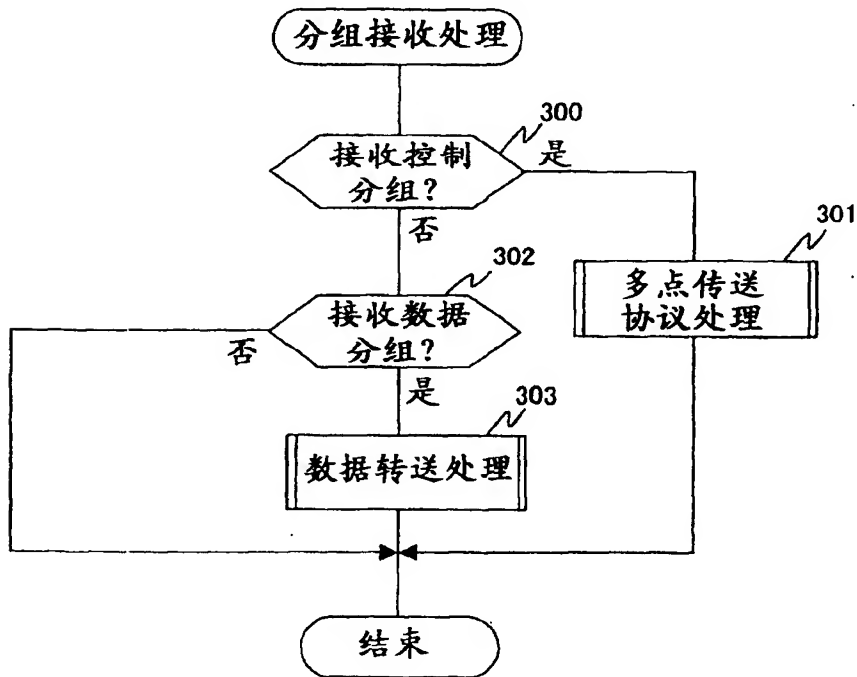 分组接收处理
300
接收控制
分组?
是
否
301
多点传送
协议处理
302
接收数据
分组?
否
是
303
数据转送处理
结束